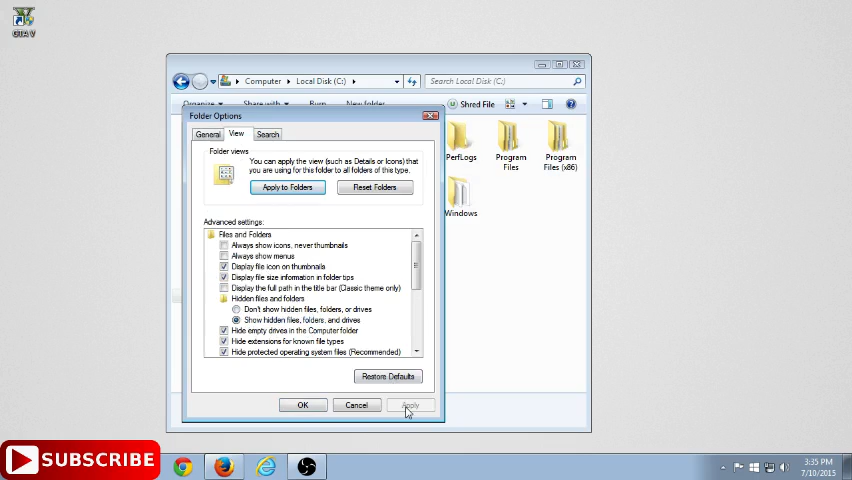 GTA V
Computer
Local Disk (C:)
Search Local Disk (C:)
Organize
Share with
Burn
New folder
Shred File
Folder Options
General
View
Search
Folder views
You can apply the view (such as Details or Icons) that
you are using for this folder to all folders of this type.
Apply to Folders
Reset Folders
Advanced settings:
Files and Folders
Always show icons, never thumbnails
Always show menus
Display file icon on thumbnails
Display file size information in folder tips
Display the full path in the title bar (Classic theme only)
Hidden files and folders
Don't show hidden files, folders, or drives
Show hidden files, folders, and drives
Hide empty drives in the Computer folder
Hide extensions for known file types
Hide protected operating system files (Recommended)
Restore Defaults
OK
Cancel
Apply
PerfLogs
Program
Files
Program
Files (x86)
Windows
SUBSCRIBE
3:35 PM
7/10/2015